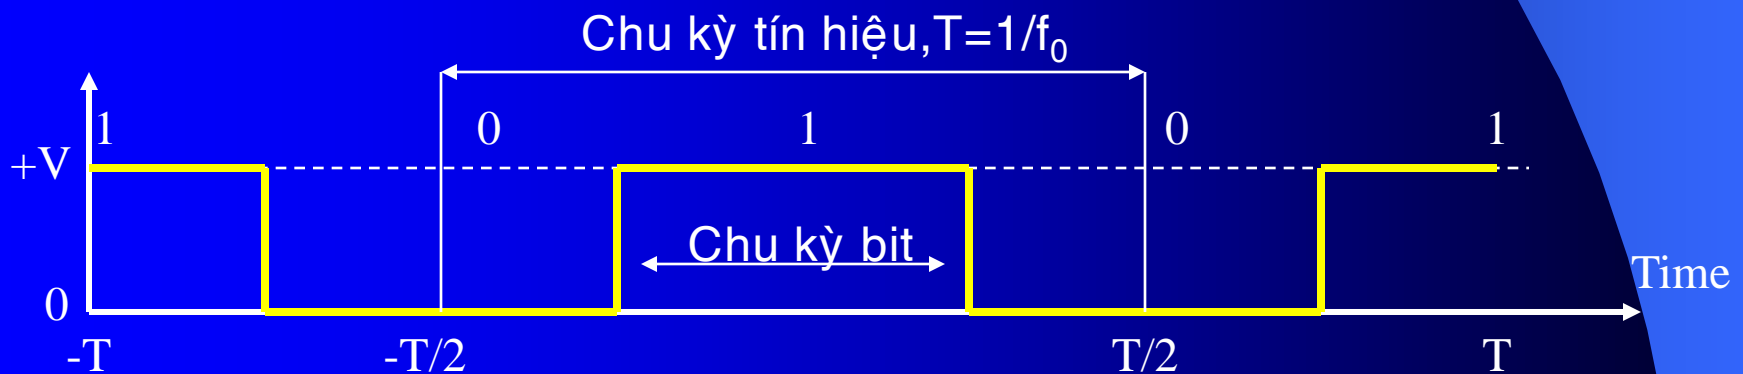 Chu kỳ tín hiệu,T=1/f₀
1 0 1 0 1
+V
Chu kỳ bit
Time
0
-T -T/2 T/2 T